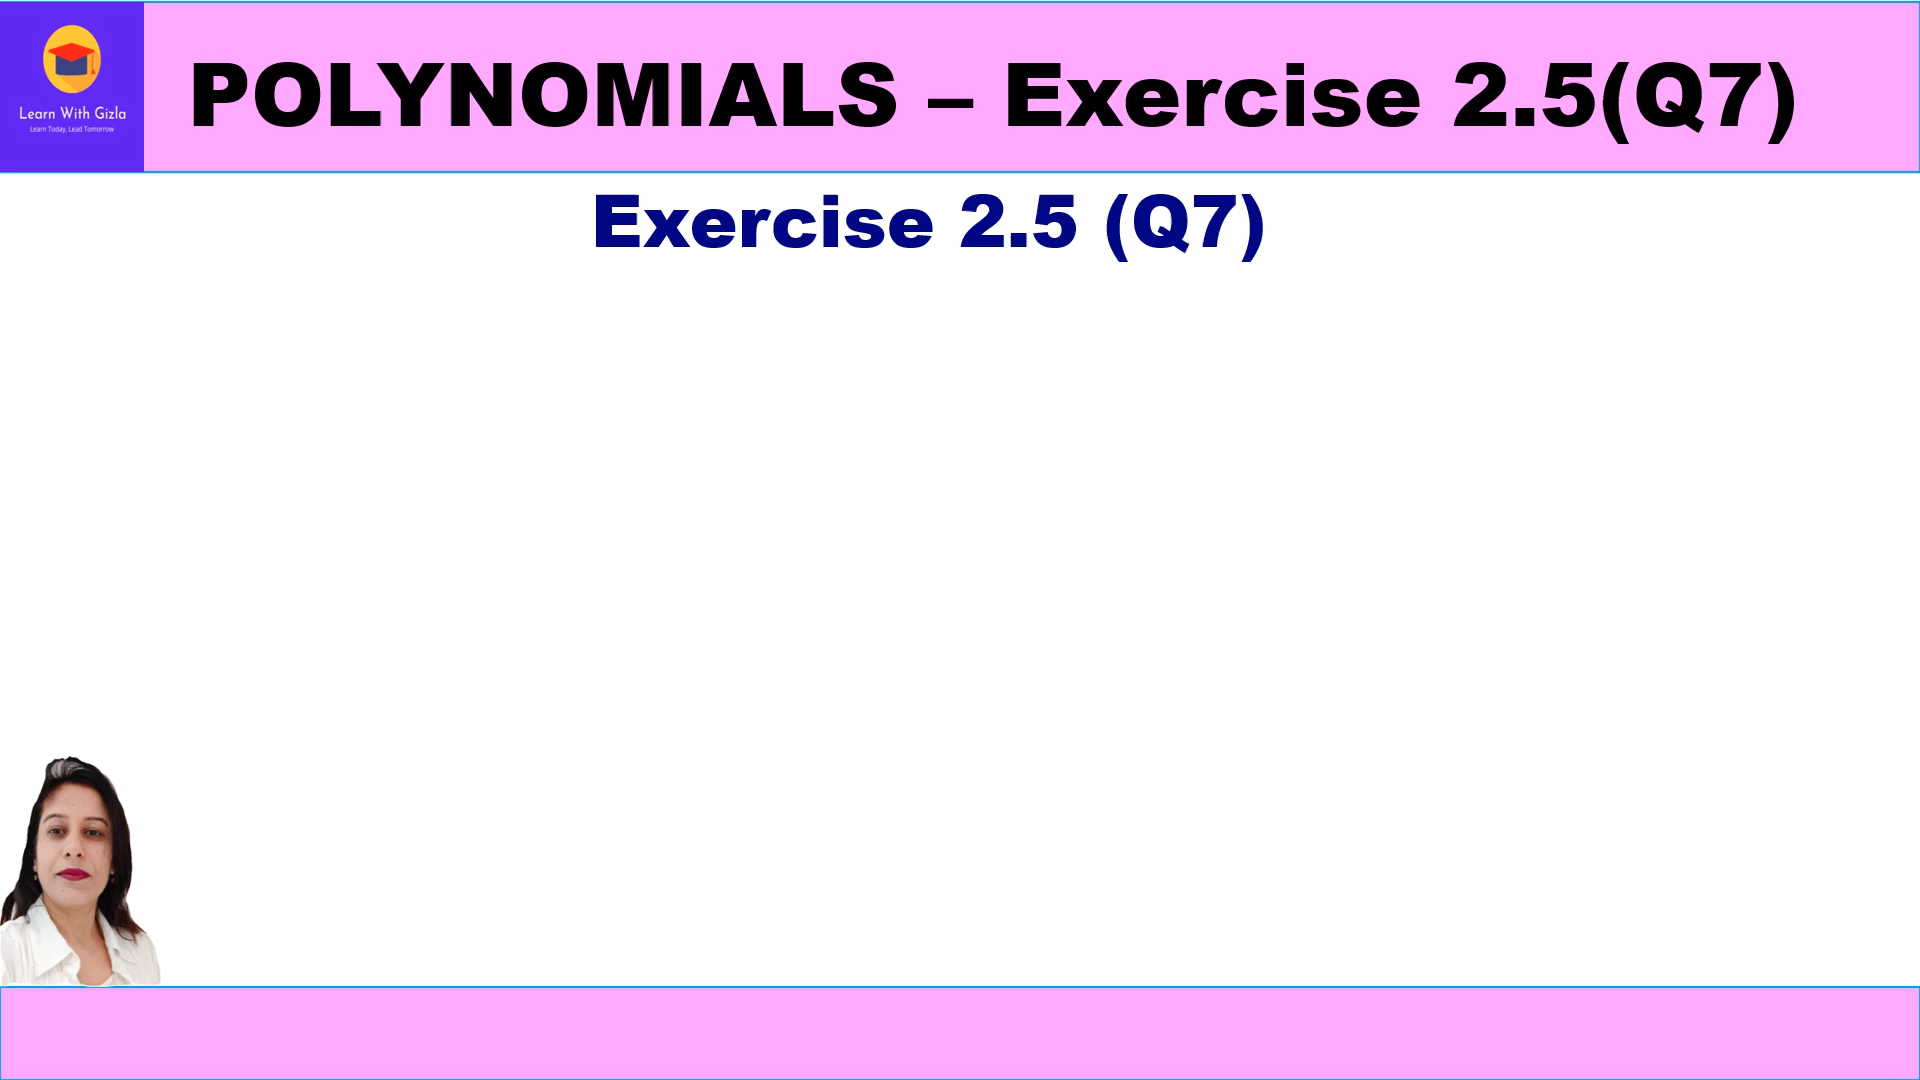 Learn With Gizla
Learn Today, Lead Tomorrow
POLYNOMIALS – Exercise 2.5(Q7)
Exercise 2.5 (Q7)